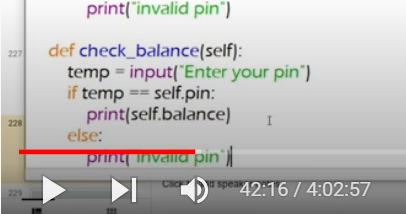 print("invalid pin")
227
def check_balance(self):
temp = input("Enter your pin")
if temp == self.pin:
print(self.balance)
228
else:
print("invalid pin")
229
42:16 / 4:02:57